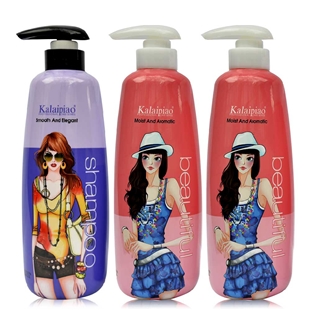 Kalaipiao
Smooth And Elegant
shampoo
Kalaipiao
Moist And Aromatic
beautiful
Kalaipiao
Moist And Aromatic
beautiful